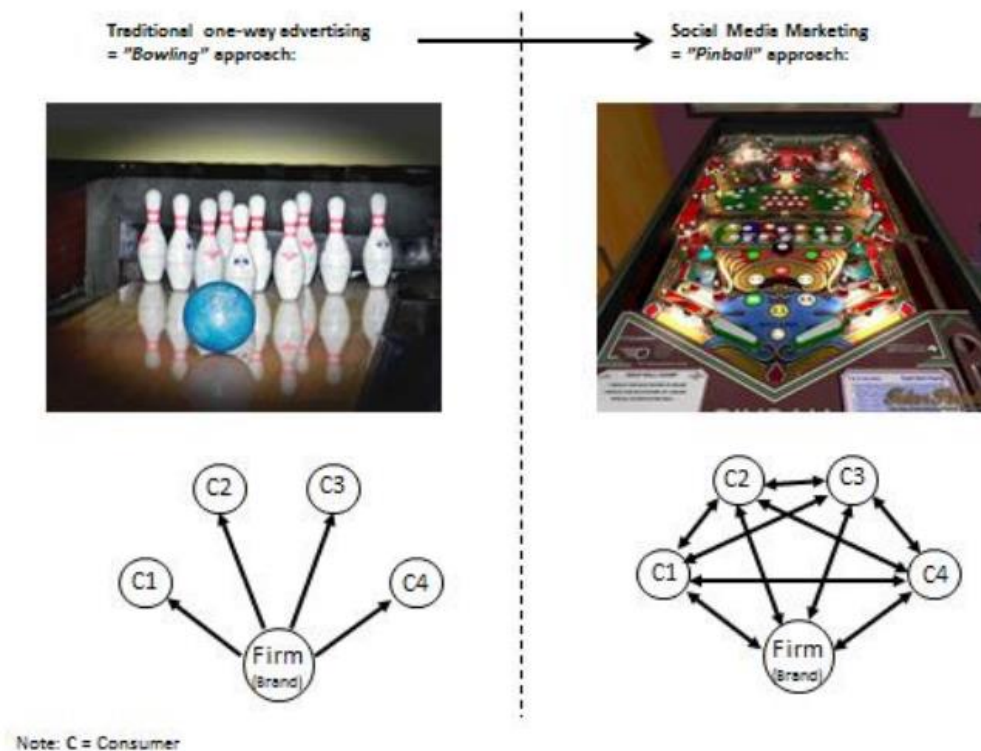 Traditional one-way advertising
= "Bowling" approach:
Social Media Marketing
= "Pinball" approach:
C1
C2
C3
C4
Firm
(Brand)
C1
C2
C3
C4
Firm
(Brand)
Note: C = Consumer